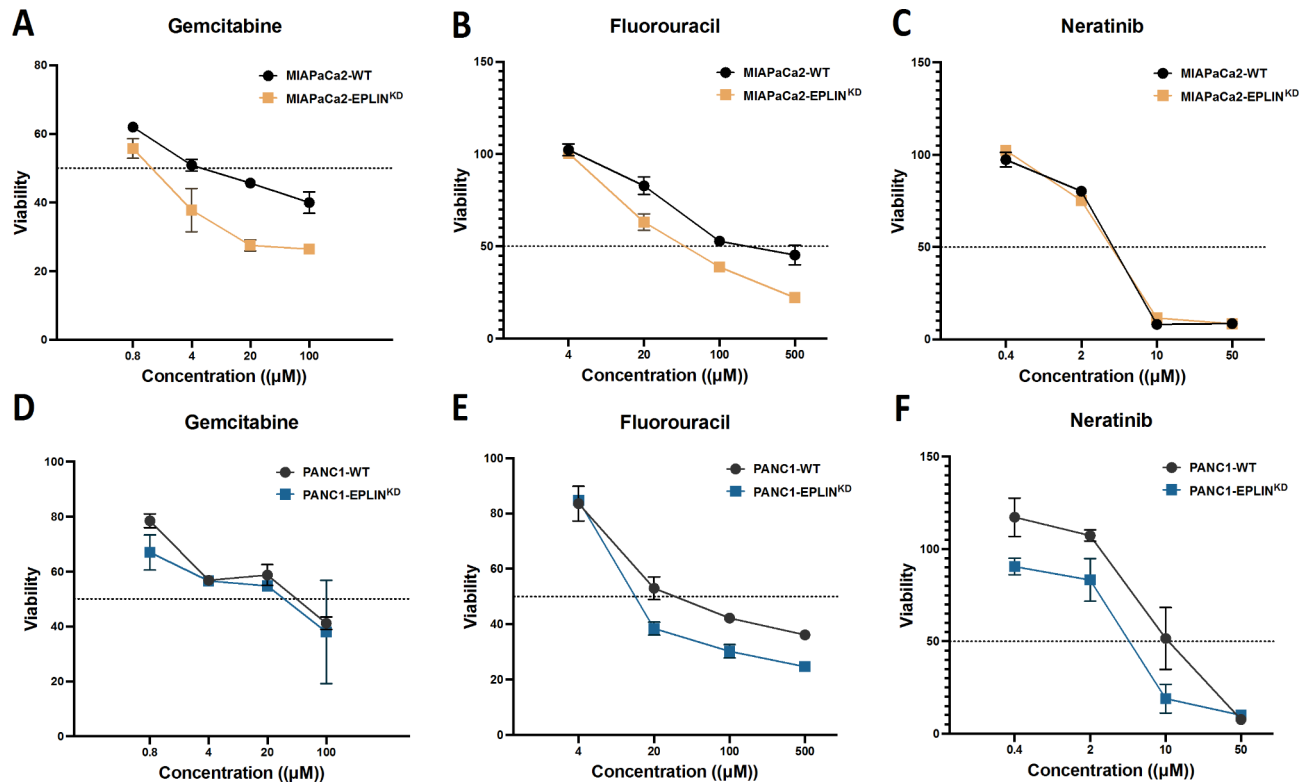 A
Gemcitabine
MIAPaCa2-WT
MIAPaCa2-EPLINKD
Viability
80
60
40
20
0
0.8 4 20 100
Concentration ((µM))
B
Fluorouracil
MIAPaCa2-WT
MIAPaCa2-EPLINKD
Viability
150
100
50
0
4 20 100 500
Concentration ((µM))
C
Neratinib
MIAPaCa2-WT
MIAPaCa2-EPLINKD
Viability
150
100
50
0
0.4 2 10 50
Concentration ((µM))
D
Gemcitabine
PANC1-WT
PANC1-EPLINKD
Viability
100
80
60
40
20
0
0.8 4 20 100
Concentration ((µM))
E
Fluorouracil
PANC1-WT
PANC1-EPLINKD
Viability
100
80
60
40
20
0
4 20 100 500
Concentration ((µM))
F
Neratinib
PANC1-WT
PANC1-EPLINKD
Viability
150
100
50
0
0.4 2 10 50
Concentration ((µM))